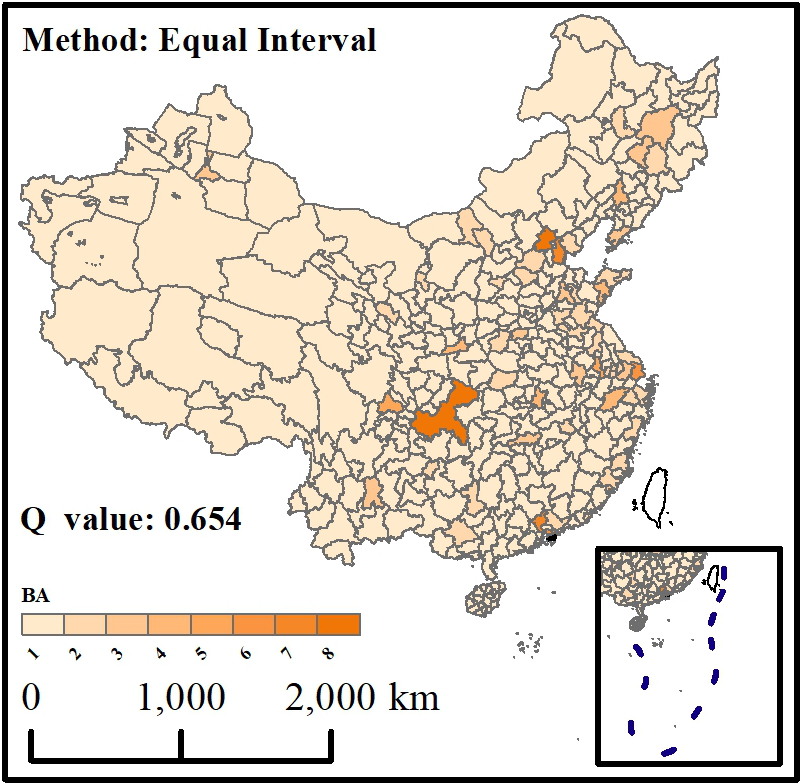 Method: Equal Interval
Q value: 0.654
BA
1 2 3 4 5 6 7 8
0 1,000 2,000 km